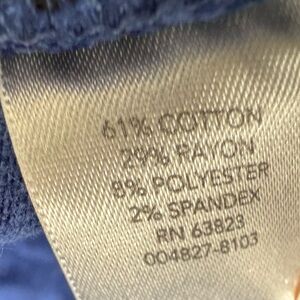 61% COTTON
29% RAYON
8% POLYESTER
2% SPANDEX
RN 63823
004827-8103